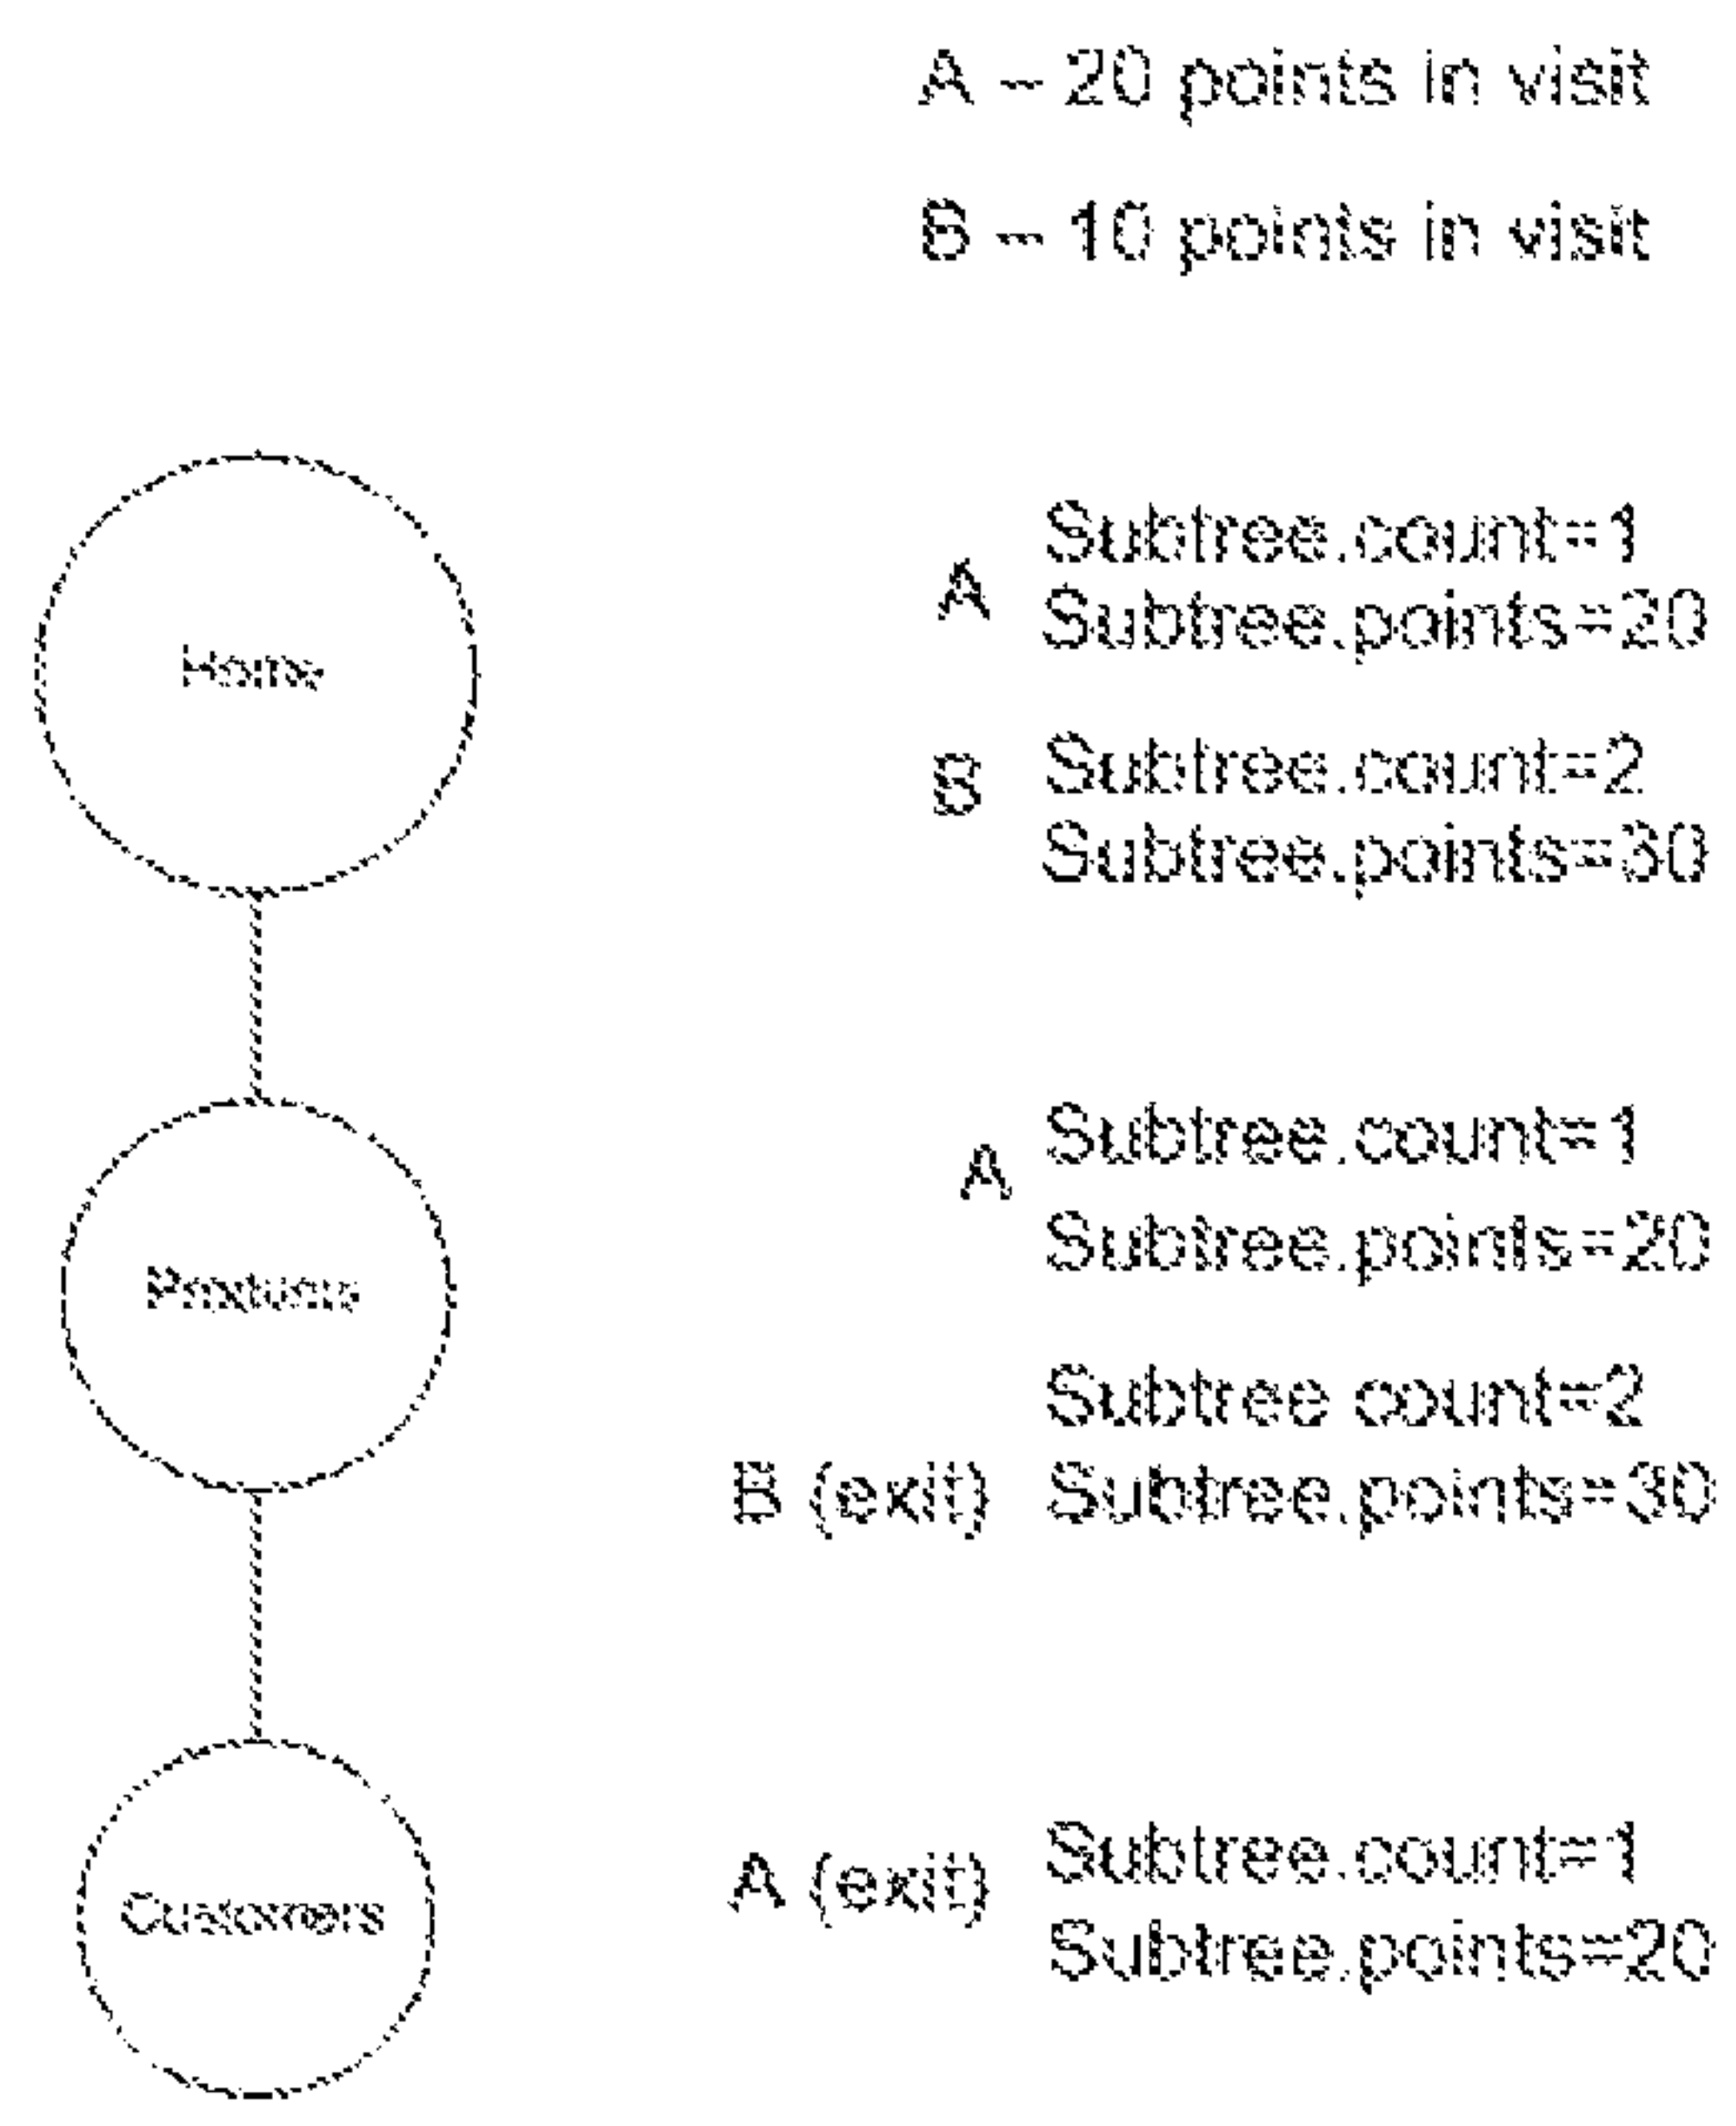 A – 20 points in visit
B – 10 points in visit
Home
A
Subtree.count=1
Subtree.points=20
B
Subtree.count=2
Subtree.points=30
Products
A
Subtree.count=1
Subtree.points=20
Subtree count=2
B (exit) Subtree.points=30
Customers
A (exit)
Subtree.count=1
Subtree.points=20